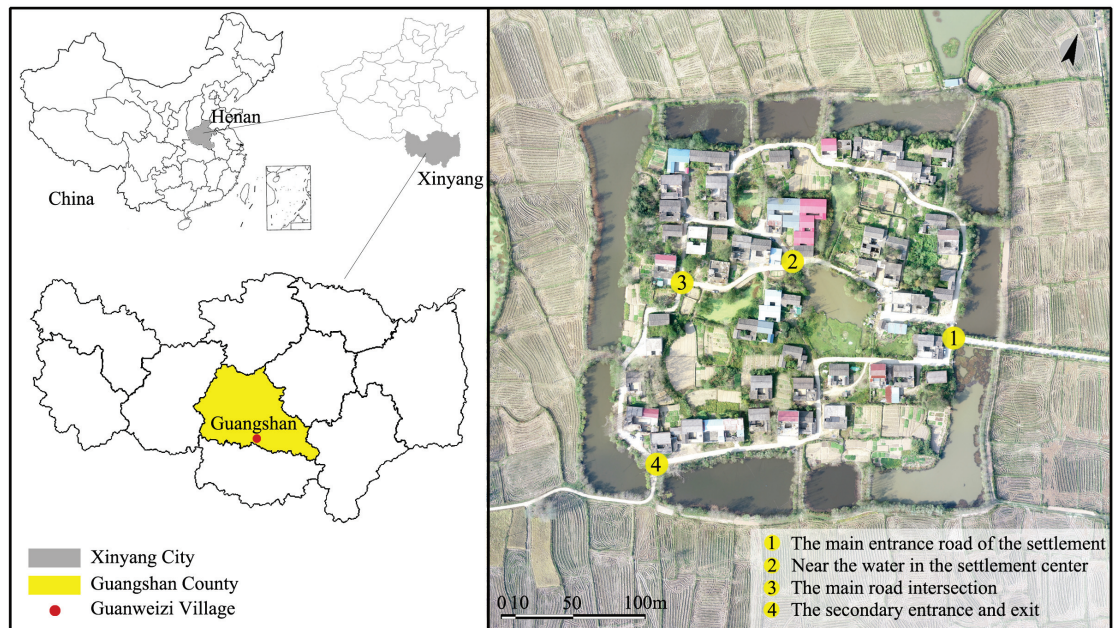 Henan
China
Xinyang
Guangshan
Xinyang City
Guangshan County
Guanweizi Village
1
2
3
4
1 The main entrance road of the settlement
2 Near the water in the settlement center
3 The main road intersection
4 The secondary entrance and exit
0 10 50 100m